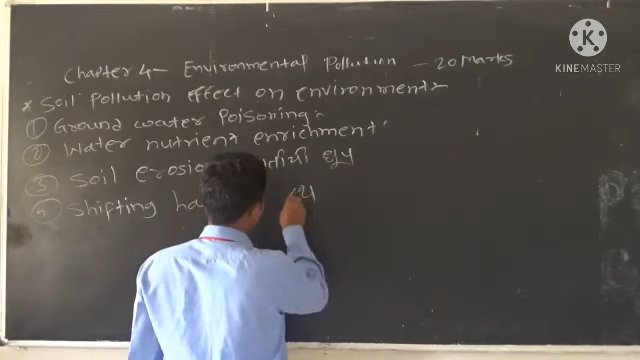 KINEMASTER
Chapter 4 - Environmental Pollution - 20 Marks
* Soil Pollution effect on environment -
① Ground water Poisoning :
② Water nutrient enrichment :
③ Soil erosion
④ Shifting ha